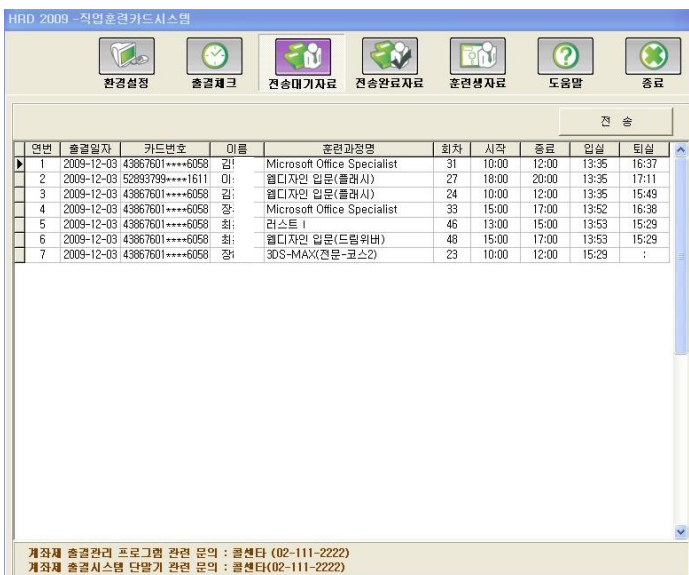 HRD 2009 -직업훈련카드시스템
환경설정 출결체크 전송대기자료 전송완료자료 훈련생자료 도움말 종료
전 송
연번 출결일자 카드번호 이름 훈련과정명 회차 시작 종료 입실 퇴실
1 2009-12-03 43867601****6058 김 Microsoft Office Specialist 31 10:00 12:00 13:35 16:37
2 2009-12-03 52893799****1611 웹디자인 입문(플래시) 27 18:00 20:00 13:35 17:11
3 2009-12-03 43867601****6058 김 웹디자인 입문(플래시) 24 10:00 12:00 13:35 15:49
4 2009-12-03 43867601****6058 장 Microsoft Office Specialist 33 15:00 17:00 13:52 16:38
5 2009-12-03 43867601****6058 최 러스트 I 46 13:00 15:00 13:53 15:29
6 2009-12-03 43867601****6058 최 웹디자인 입문(드림위버) 48 15:00 17:00 13:53 15:29
7 2009-12-03 43867601****6058 장 3DS-MAX(전문-코스2) 23 10:00 12:00 15:29 :
계좌제 출결관리 프로그램 관련 문의 : 콜센타 (02-111-2222)
계좌제 출결시스템 단말기 관련 문의 : 콜센타(02-111-2222)